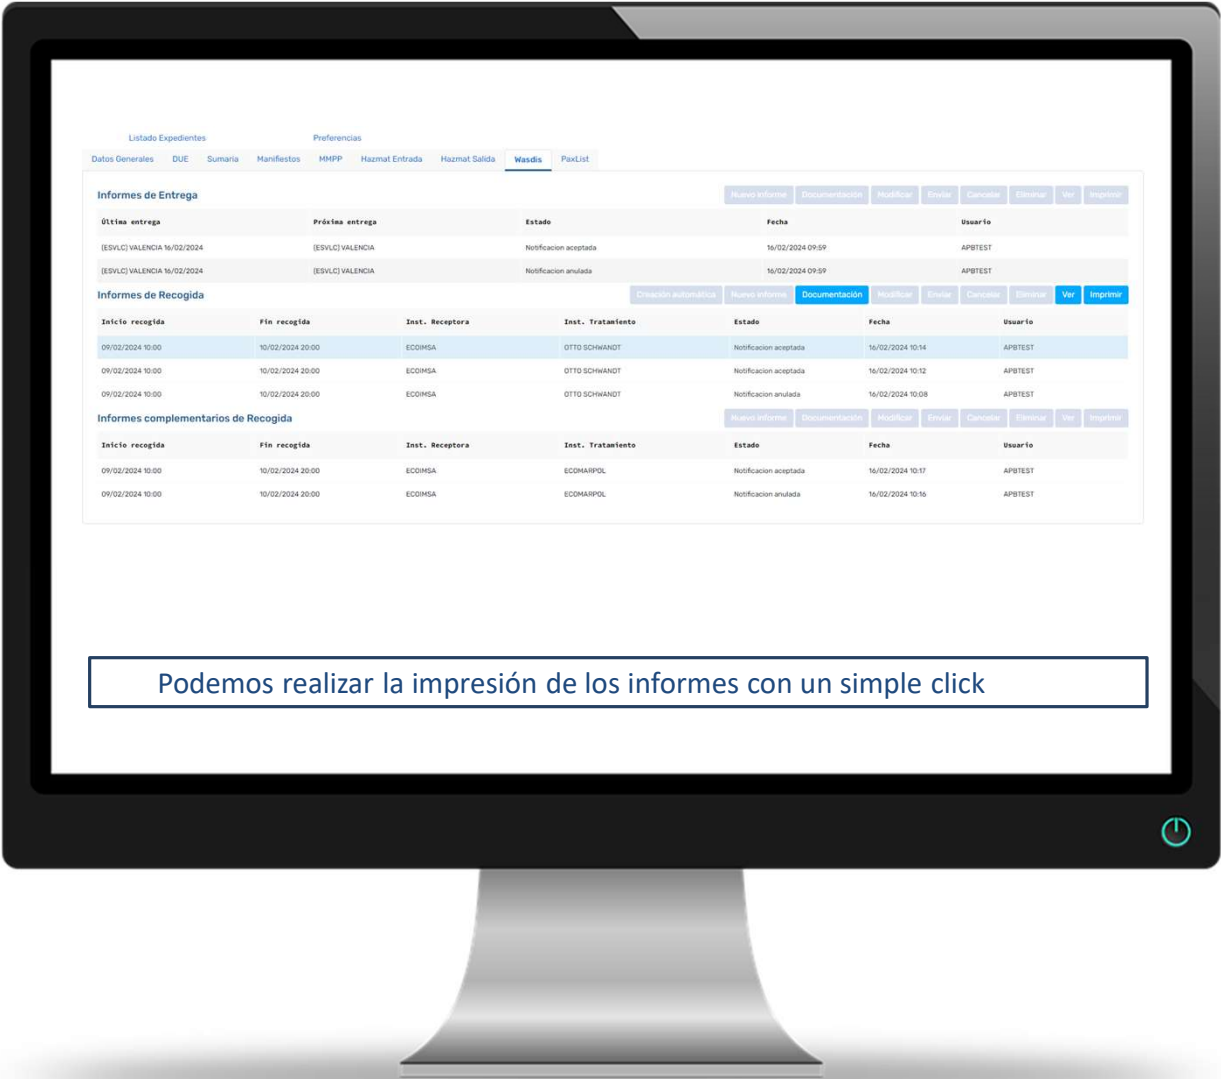 Listado Expedientes Preferencias
Datos Generales DUE Sumaria Manifiestos MMPP Hazmat Entrada Hazmat Salida Wasdis PaxList
Informes de Entrega Nuevo informe Documentación Modificar Enviar Cancelar Eliminar Ver Imprimir
Última entrega Próxima entrega Estado Fecha Usuario
(ESVLC) VALENCIA 16/02/2024 (ESVLC) VALENCIA Notificacion aceptada 16/02/2024 09:59 APBTEST
(ESVLC) VALENCIA 16/02/2024 (ESVLC) VALENCIA Notificacion anulada 16/02/2024 09:59 APBTEST
Informes de Recogida Creación automática Nuevo informe Documentación Modificar Enviar Cancelar Eliminar Ver Imprimir
Inicio recogida Fin recogida Inst. Receptora Inst. Tratamiento Estado Fecha Usuario
09/02/2024 10:00 10/02/2024 20:00 ECOIMSA OTTO SCHWANDT Notificacion aceptada 16/02/2024 10:14 APBTEST
09/02/2024 10:00 10/02/2024 20:00 ECOIMSA OTTO SCHWANDT Notificacion aceptada 16/02/2024 10:12 APBTEST
09/02/2024 10:00 10/02/2024 20:00 ECOIMSA OTTO SCHWANDT Notificacion anulada 16/02/2024 10:08 APBTEST
Informes complementarios de Recogida Nuevo informe Documentación Modificar Enviar Cancelar Eliminar Ver Imprimir
Inicio recogida Fin recogida Inst. Receptora Inst. Tratamiento Estado Fecha Usuario
09/02/2024 10:00 10/02/2024 20:00 ECOIMSA ECOMARPOL Notificacion aceptada 16/02/2024 10:17 APBTEST
09/02/2024 10:00 10/02/2024 20:00 ECOIMSA ECOMARPOL Notificacion anulada 16/02/2024 10:16 APBTEST
Podemos realizar la impresión de los informes con un simple click